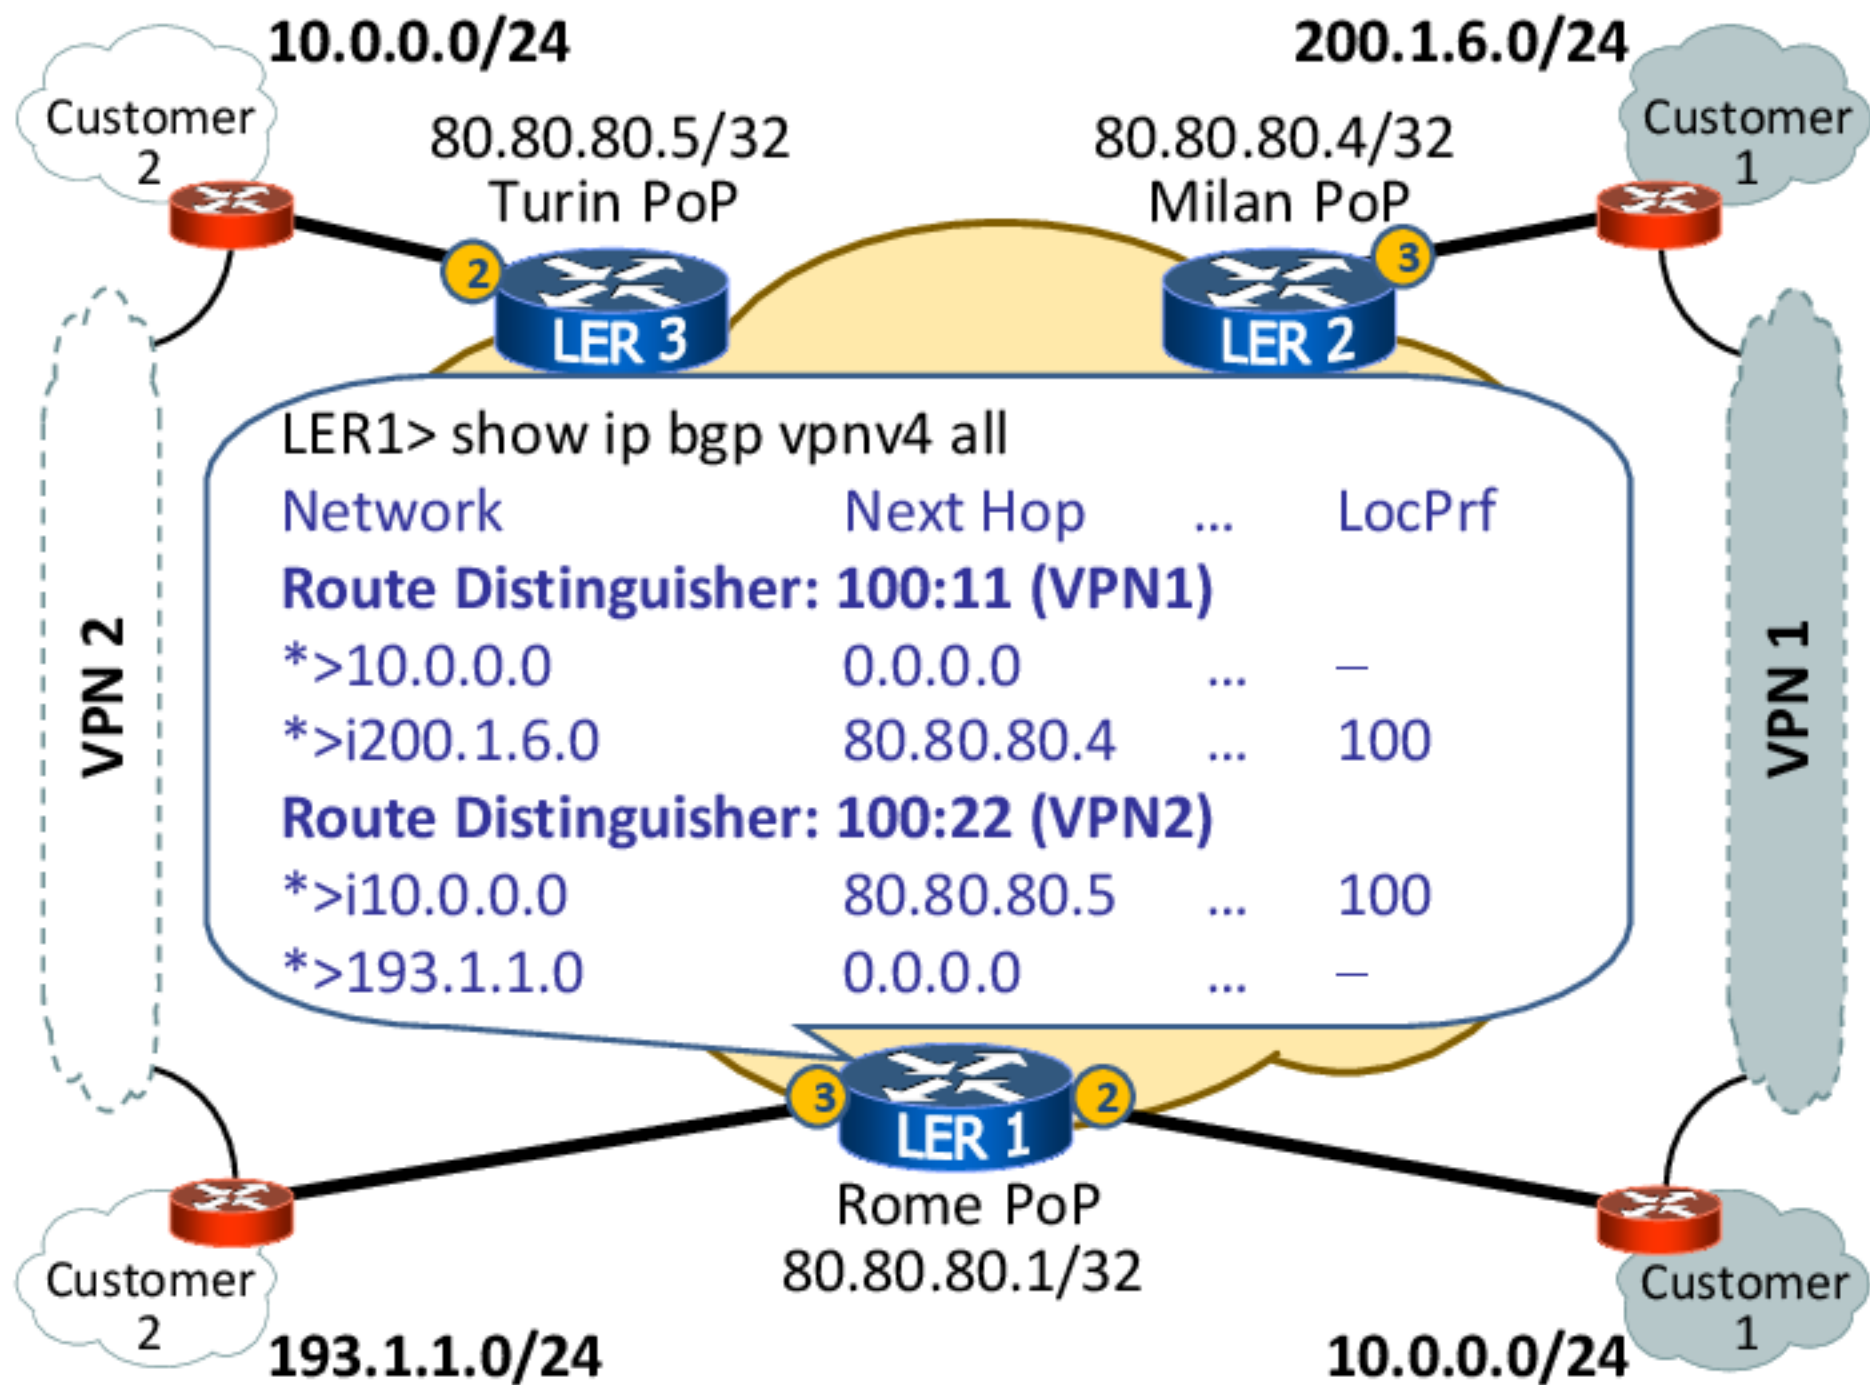 10.0.0.0/24
200.1.6.0/24
Customer
2
80.80.80.5/32
Turin PoP
80.80.80.4/32
Milan PoP
Customer
1
2
LER 3
3
LER 2
LER1> show ip bgp vpnv4 all
Network Next Hop ... LocPrf
Route Distinguisher: 100:11 (VPN1)
*>10.0.0.0 0.0.0.0 ... –
*>i200.1.6.0 80.80.80.4 ... 100
Route Distinguisher: 100:22 (VPN2)
*>i10.0.0.0 80.80.80.5 ... 100
*>193.1.1.0 0.0.0.0 ... –
VPN 2
VPN 1
3
LER 1
2
Rome PoP
80.80.80.1/32
Customer
2
193.1.1.0/24
Customer
1
10.0.0.0/24